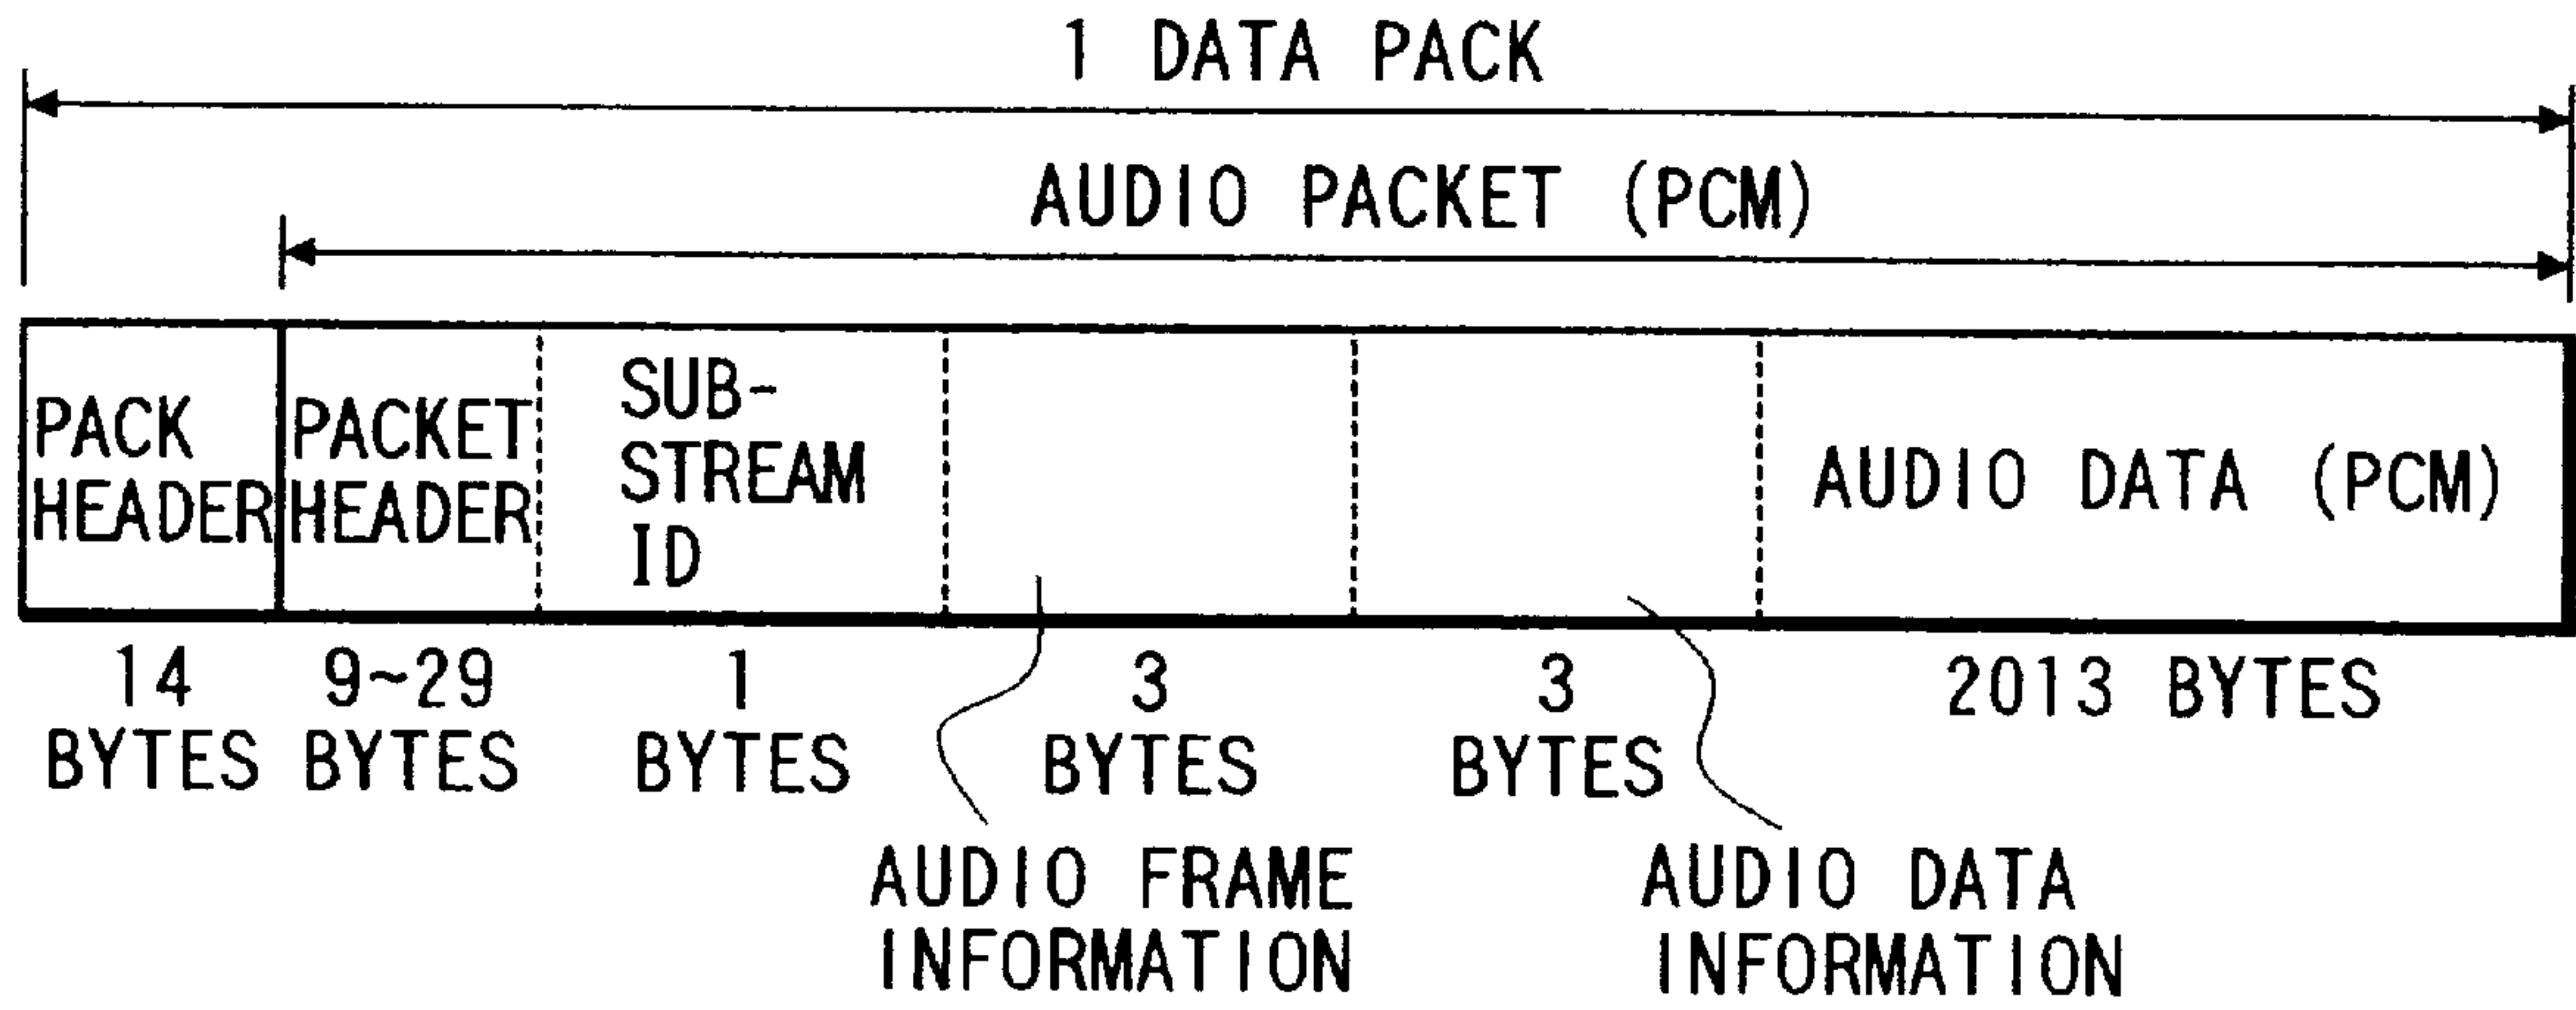 1 DATA PACK
AUDIO PACKET (PCM)
PACK
HEADER
PACKET
HEADER
SUB-
STREAM
ID
AUDIO DATA (PCM)
14
BYTES
9~29
BYTES
1
BYTES
3
BYTES
3
BYTES
2013 BYTES
AUDIO FRAME
INFORMATION
AUDIO DATA
INFORMATION